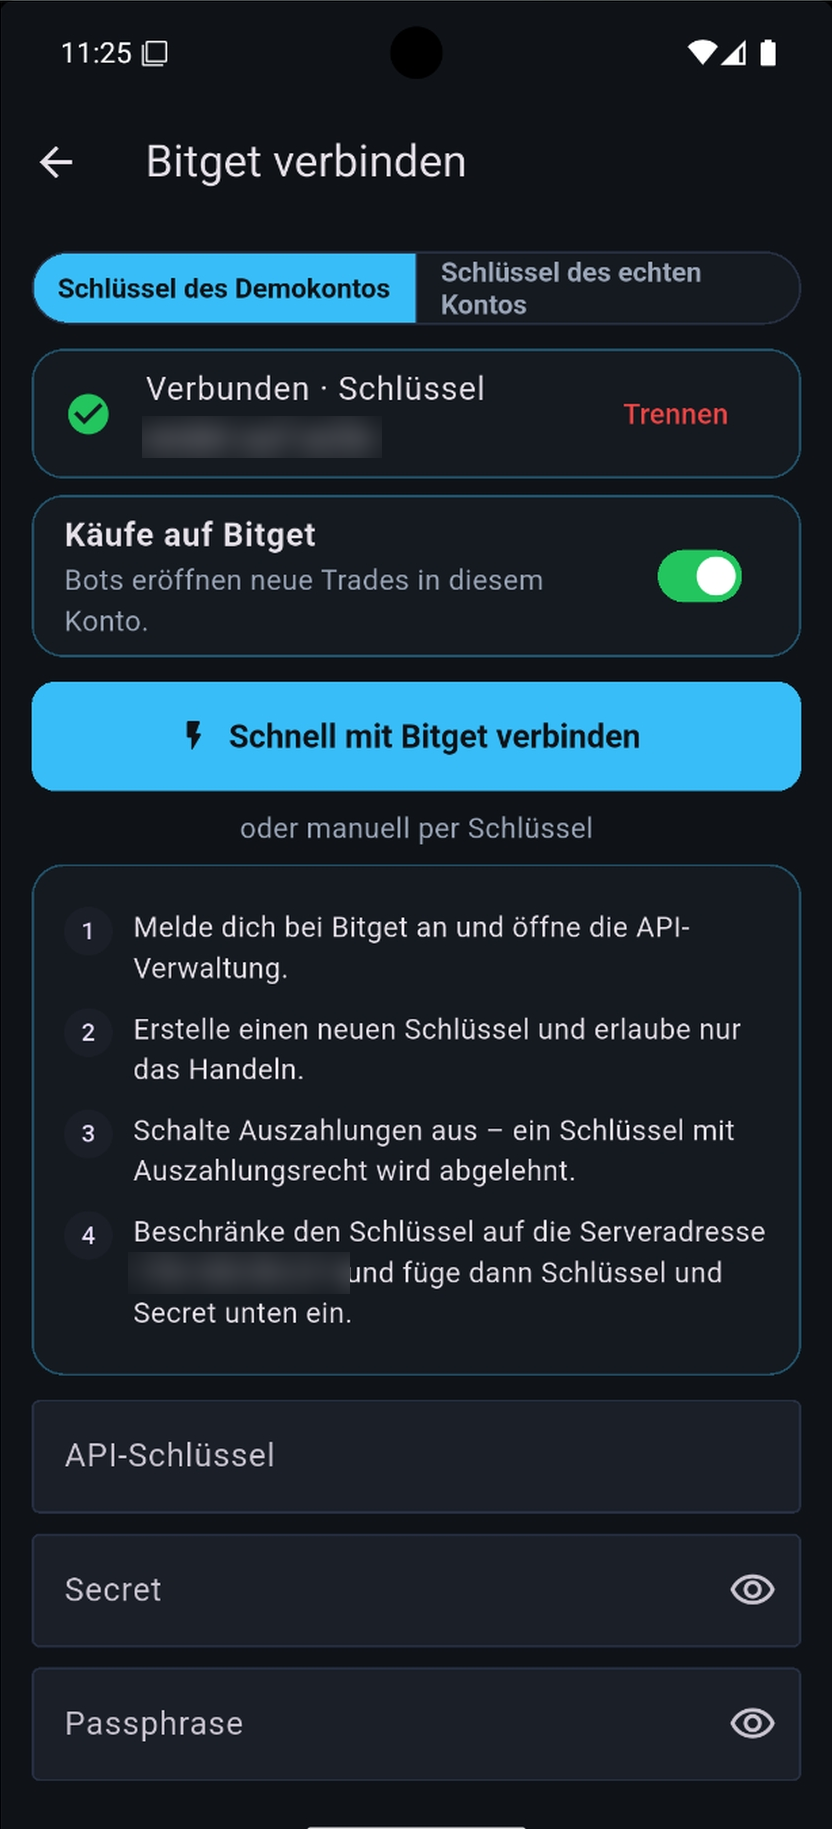 11:25
Bitget verbinden
Schlüssel des Demokontos
Schlüssel des echten
Kontos
Verbunden · Schlüssel
Trennen
Käufe auf Bitget
Bots eröffnen neue Trades in diesem
Konto.
Schnell mit Bitget verbinden
oder manuell per Schlüssel
1 Melde dich bei Bitget an und öffne die API-
Verwaltung.
2 Erstelle einen neuen Schlüssel und erlaube nur
das Handeln.
3 Schalte Auszahlungen aus – ein Schlüssel mit
Auszahlungsrecht wird abgelehnt.
4 Beschränke den Schlüssel auf die Serveradresse
und füge dann Schlüssel und
Secret unten ein.
API-Schlüssel
Secret
Passphrase